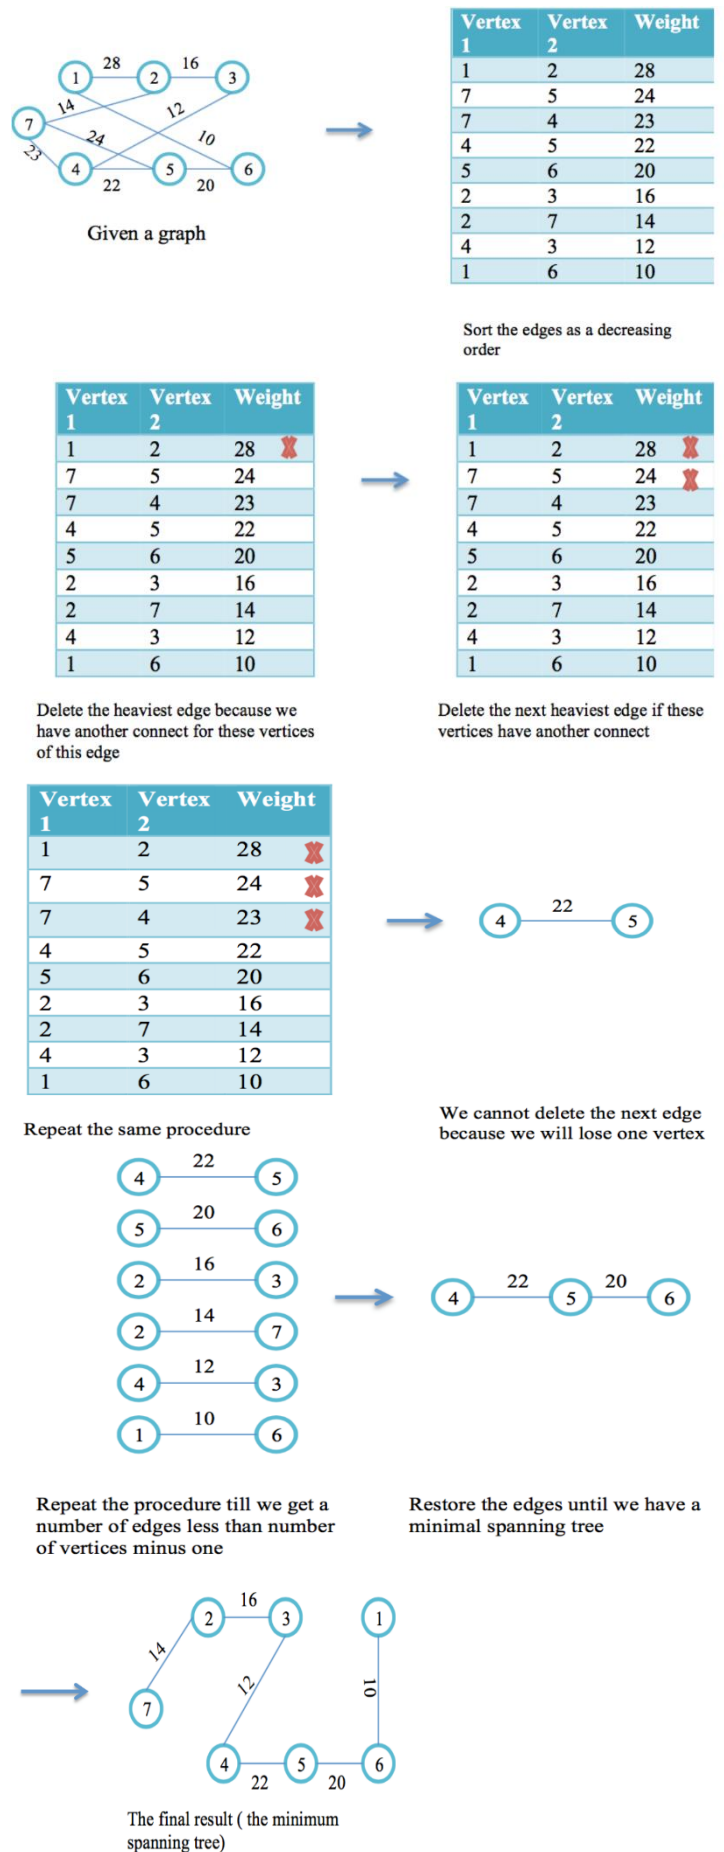 28 16
1 2 3
14 12
7 24 10
23 4 5 6
22 20
Given a graph
Vertex 1 Vertex 2 Weight
1 2 28
7 5 24
7 4 23
4 5 22
5 6 20
2 3 16
2 7 14
4 3 12
1 6 10
Sort the edges as a decreasing
order
Vertex 1 Vertex 2 Weight
1 2 28
7 5 24
7 4 23
4 5 22
5 6 20
2 3 16
2 7 14
4 3 12
1 6 10
Delete the heaviest edge because we
have another connect for these vertices
of this edge
Vertex 1 Vertex 2 Weight
1 2 28
7 5 24
7 4 23
4 5 22
5 6 20
2 3 16
2 7 14
4 3 12
1 6 10
Delete the next heaviest edge if these
vertices have another connect
Vertex 1 Vertex 2 Weight
1 2 28
7 5 24
7 4 23
4 5 22
5 6 20
2 3 16
2 7 14
4 3 12
1 6 10
Repeat the same procedure
22
4 5
We cannot delete the next edge
because we will lose one vertex
22
4 5
20
5 6
16
2 3
14
2 7
12
4 3
10
1 6
Repeat the procedure till we get a
number of edges less than number
of vertices minus one
22 20
4 5 6
Restore the edges until we have a
minimal spanning tree
16
2 3 1
14 12 10
7
4 5 6
22 20
The final result ( the minimum
spanning tree)